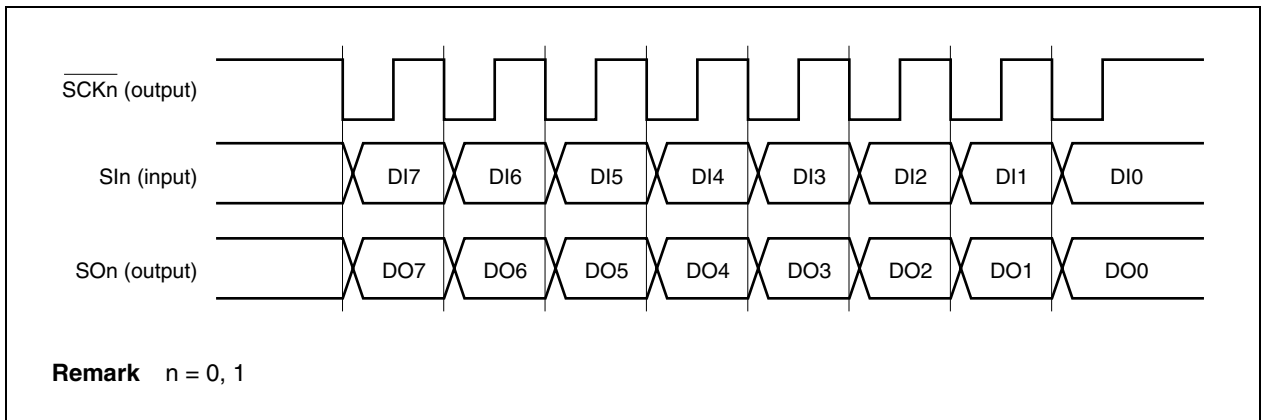 SCKn (output)
SIn (input) DI7 DI6 DI5 DI4 DI3 DI2 DI1 DI0
SOn (output) DO7 DO6 DO5 DO4 DO3 DO2 DO1 DO0
Remark n = 0, 1